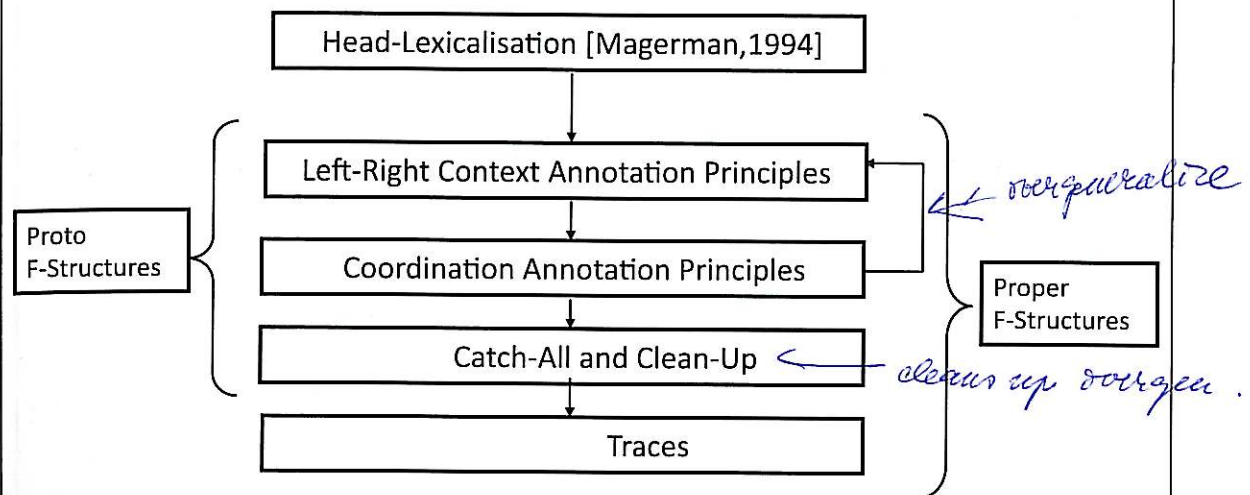 Head-Lexicalisation [Magerman,1994]
Left-Right Context Annotation Principles
overgeneralize
Proto
F-Structures
Coordination Annotation Principles
Proper
F-Structures
Catch-All and Clean-Up
cleans up overgen.
Traces